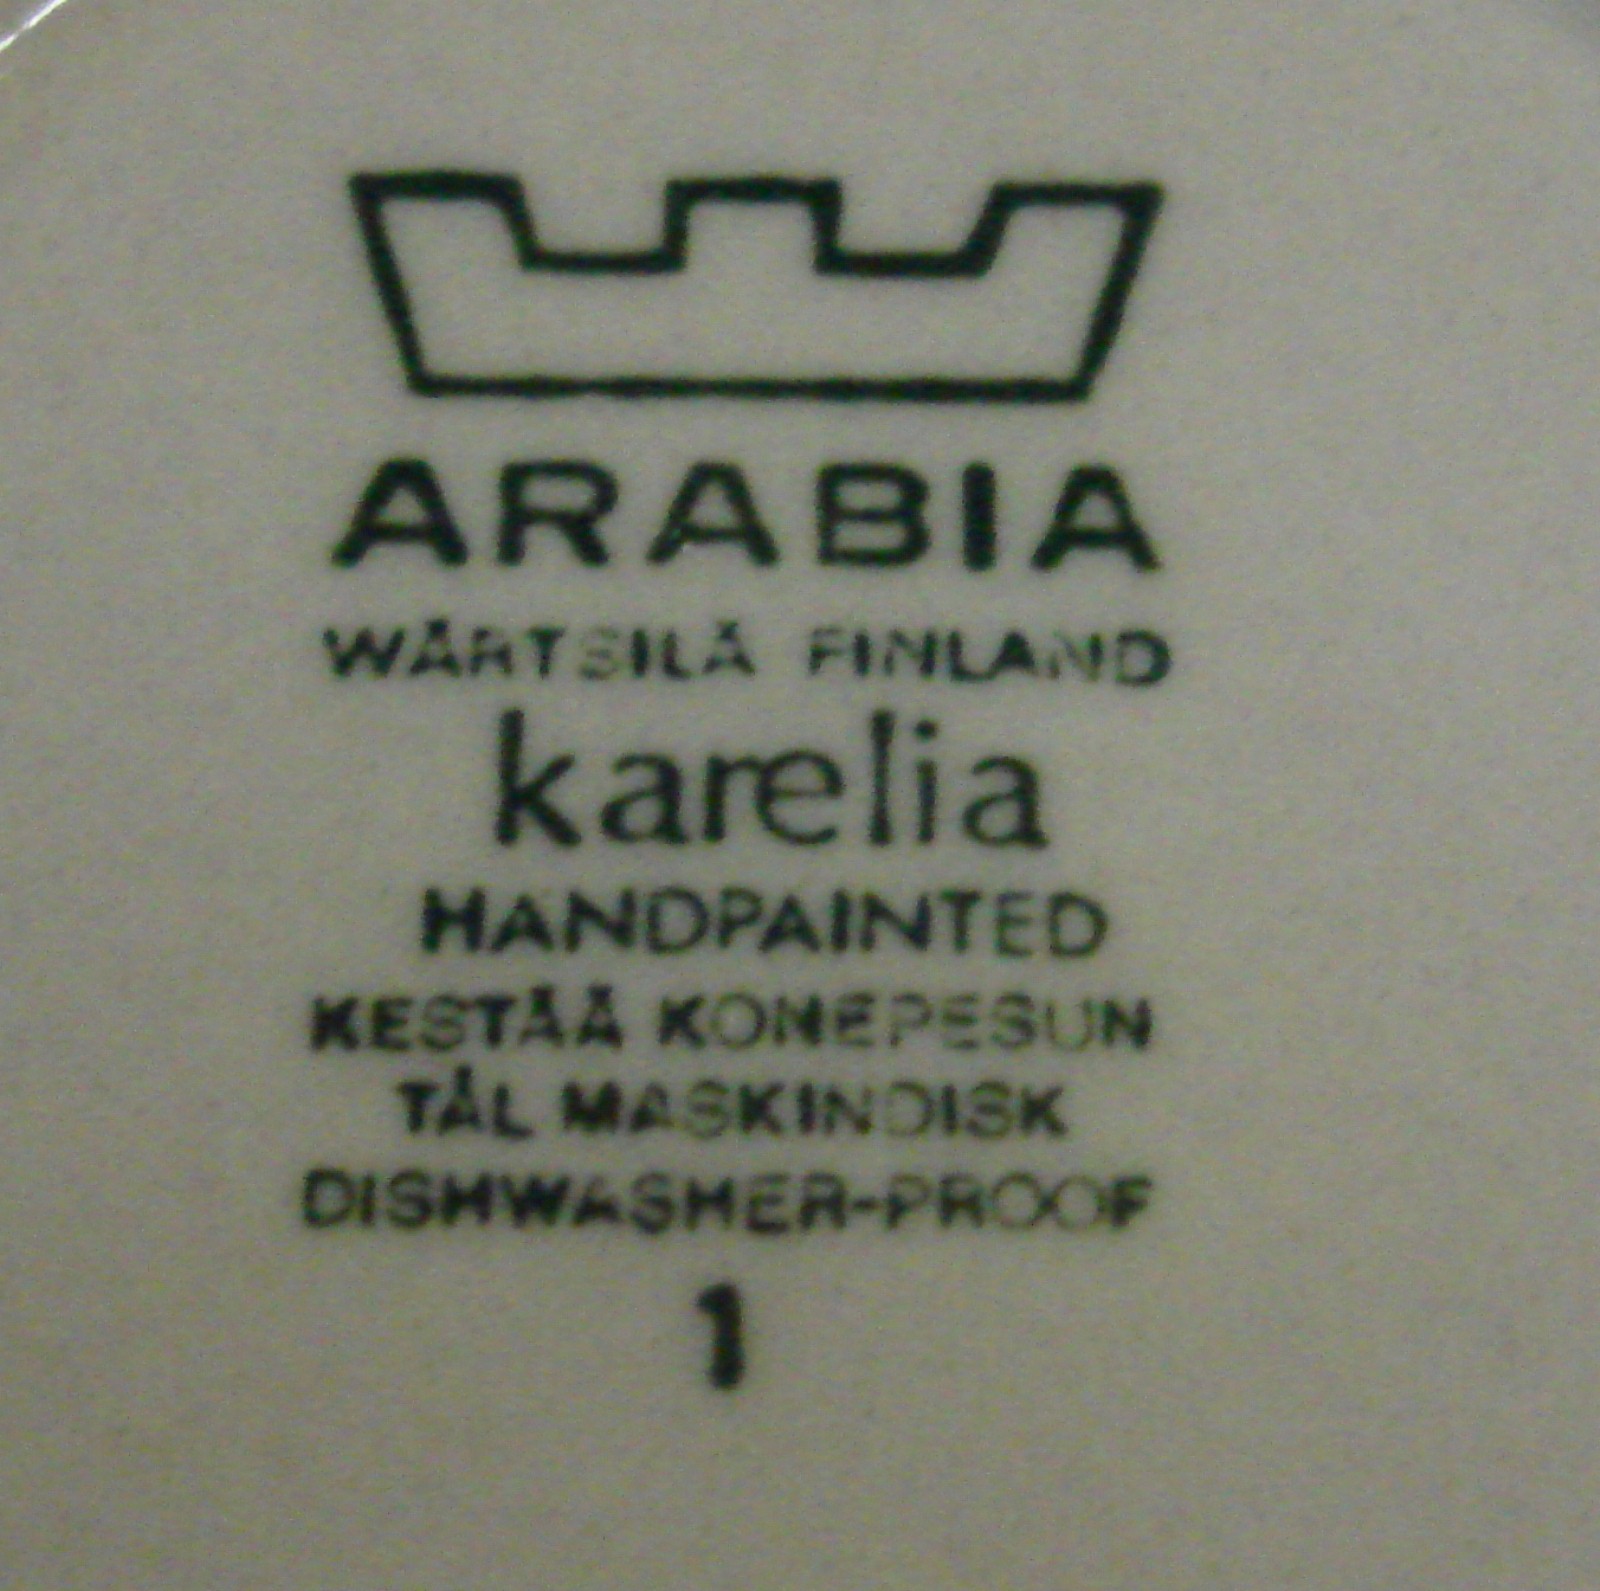 ARABIA
WÄRTSILÄ FINLAND
karelia
HANDPAINTED
KESTÄÄ KONEPESUN
TÅL MASKINDISK
DISHWASHER-PROOF
1